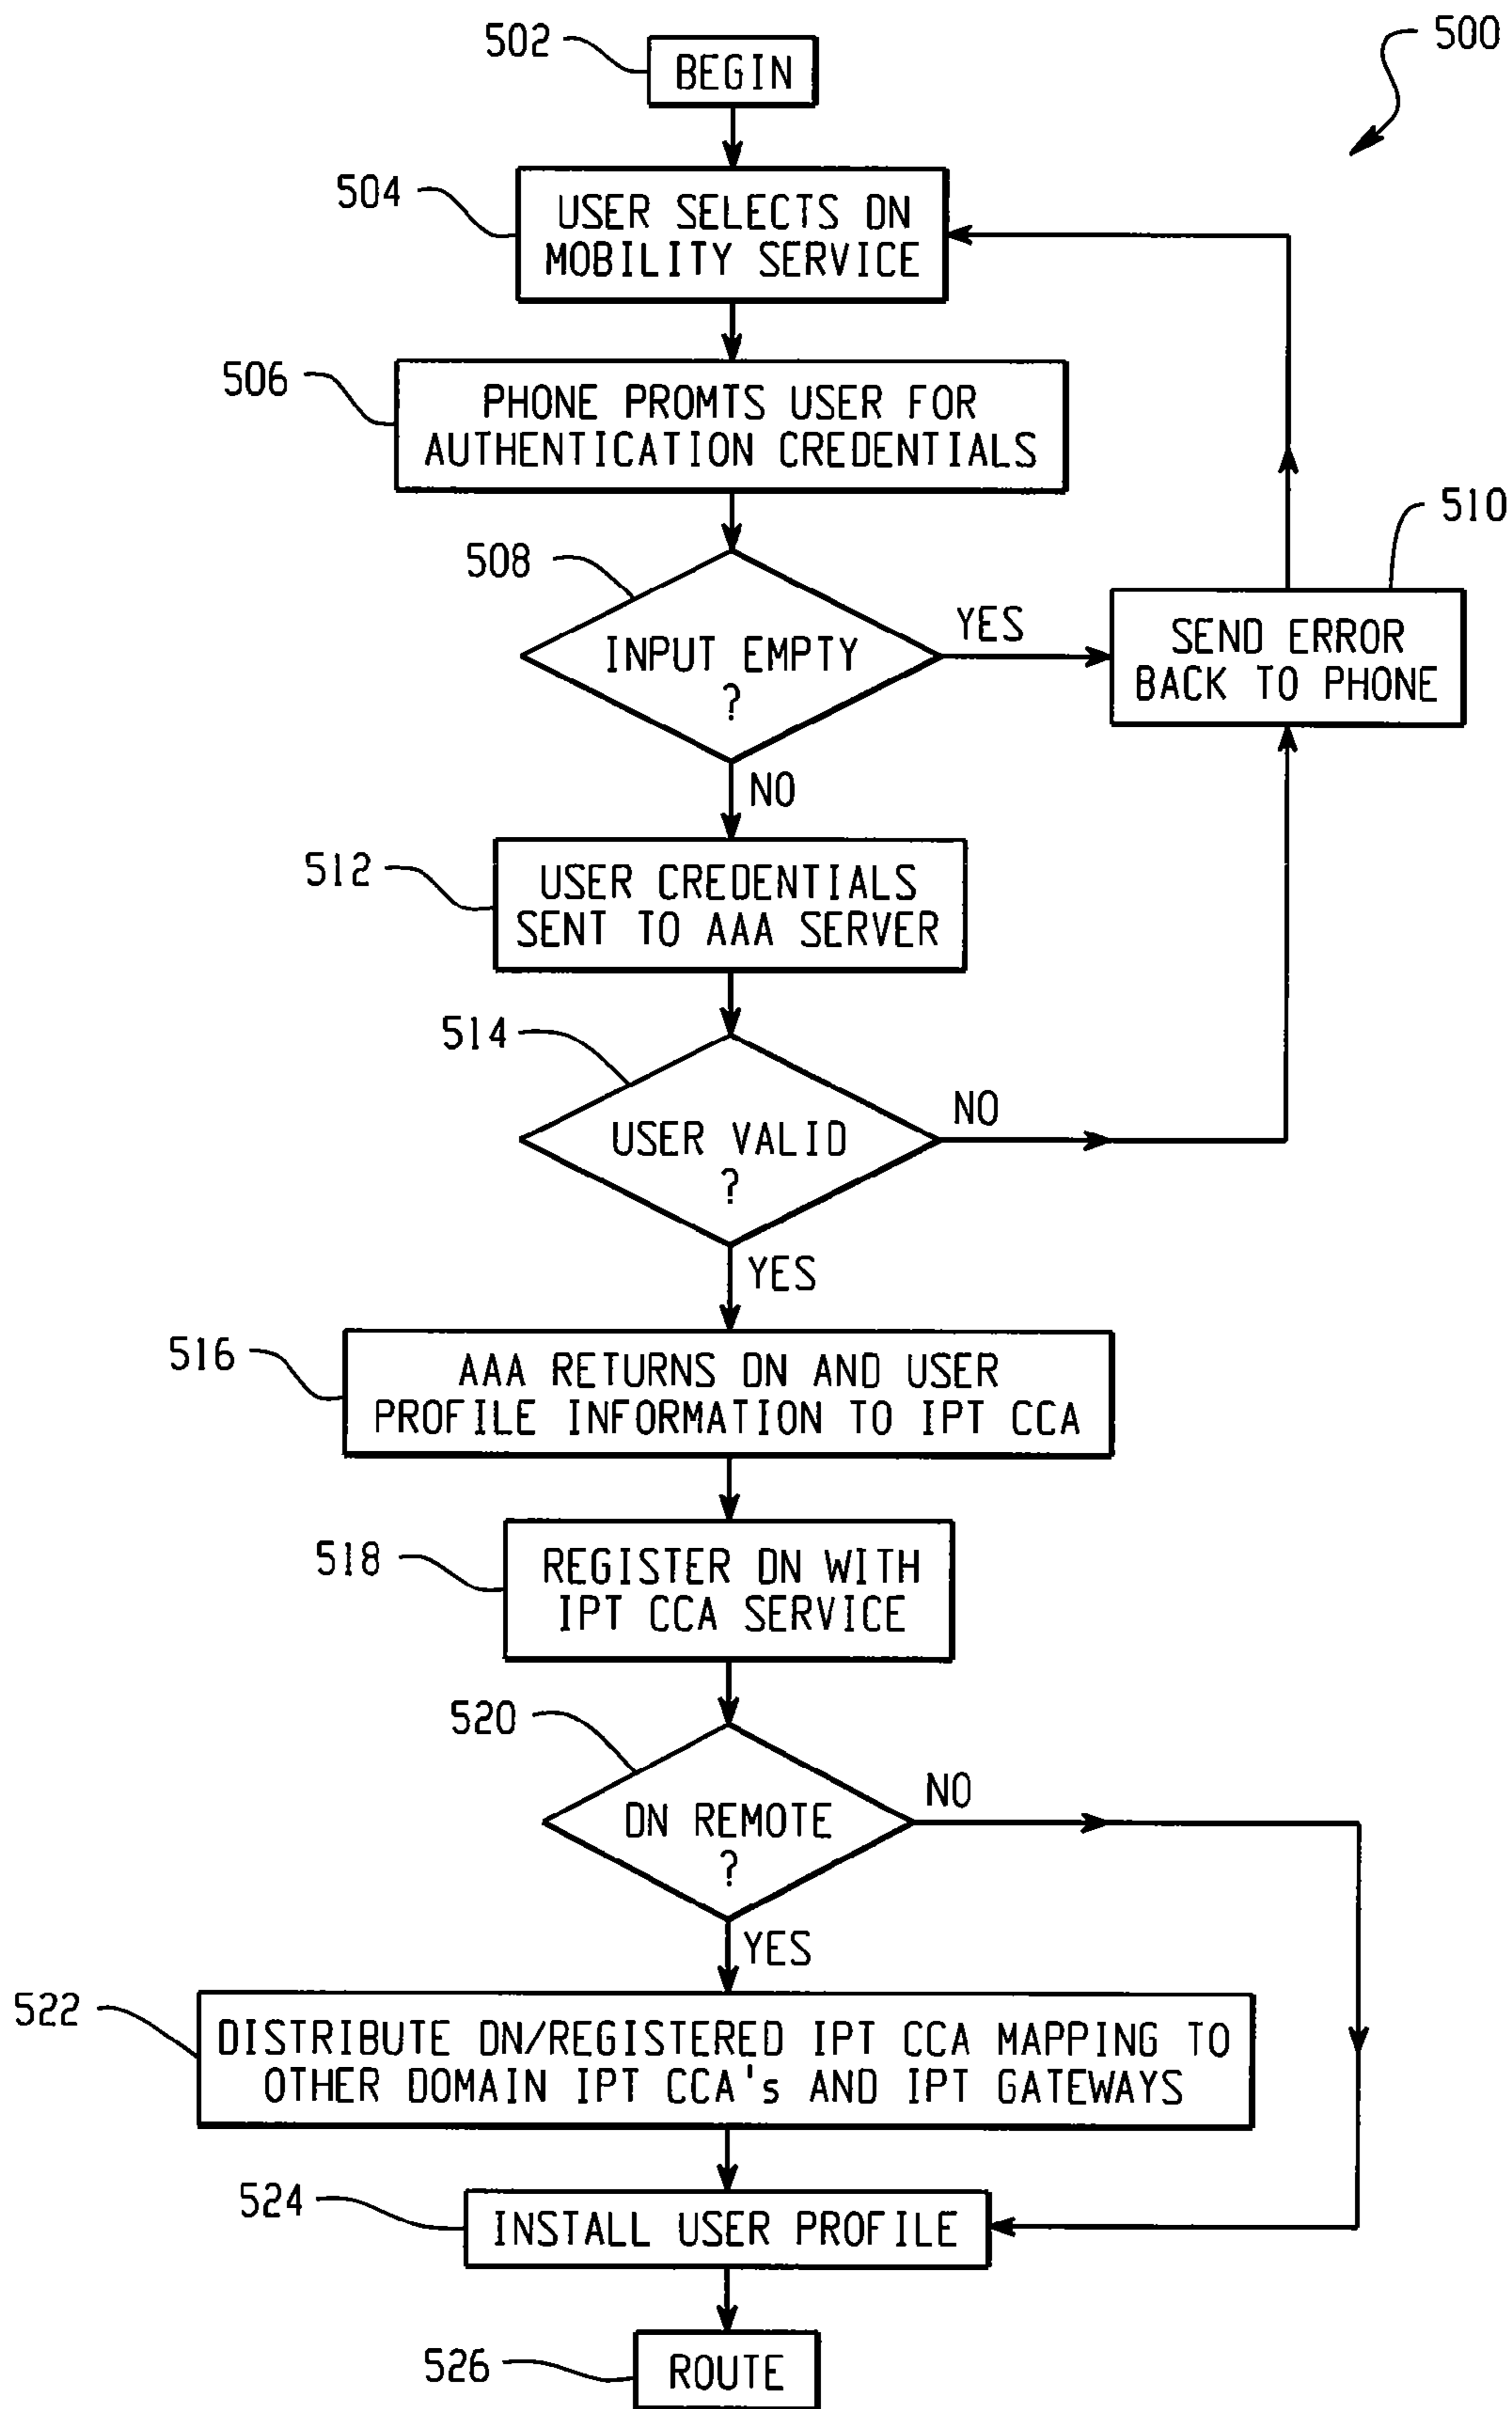 500
502
BEGIN
504
USER SELECTS DN
MOBILITY SERVICE
506
PHONE PROMTS USER FOR
AUTHENTICATION CREDENTIALS
508
INPUT EMPTY
?
YES
510
SEND ERROR
BACK TO PHONE
NO
512
USER CREDENTIALS
SENT TO AAA SERVER
514
USER VALID
?
NO
YES
516
AAA RETURNS DN AND USER
PROFILE INFORMATION TO IPT CCA
518
REGISTER DN WITH
IPT CCA SERVICE
520
DN REMOTE
?
NO
YES
522
DISTRIBUTE DN/REGISTERED IPT CCA MAPPING TO
OTHER DOMAIN IPT CCA's AND IPT GATEWAYS
524
INSTALL USER PROFILE
526
ROUTE